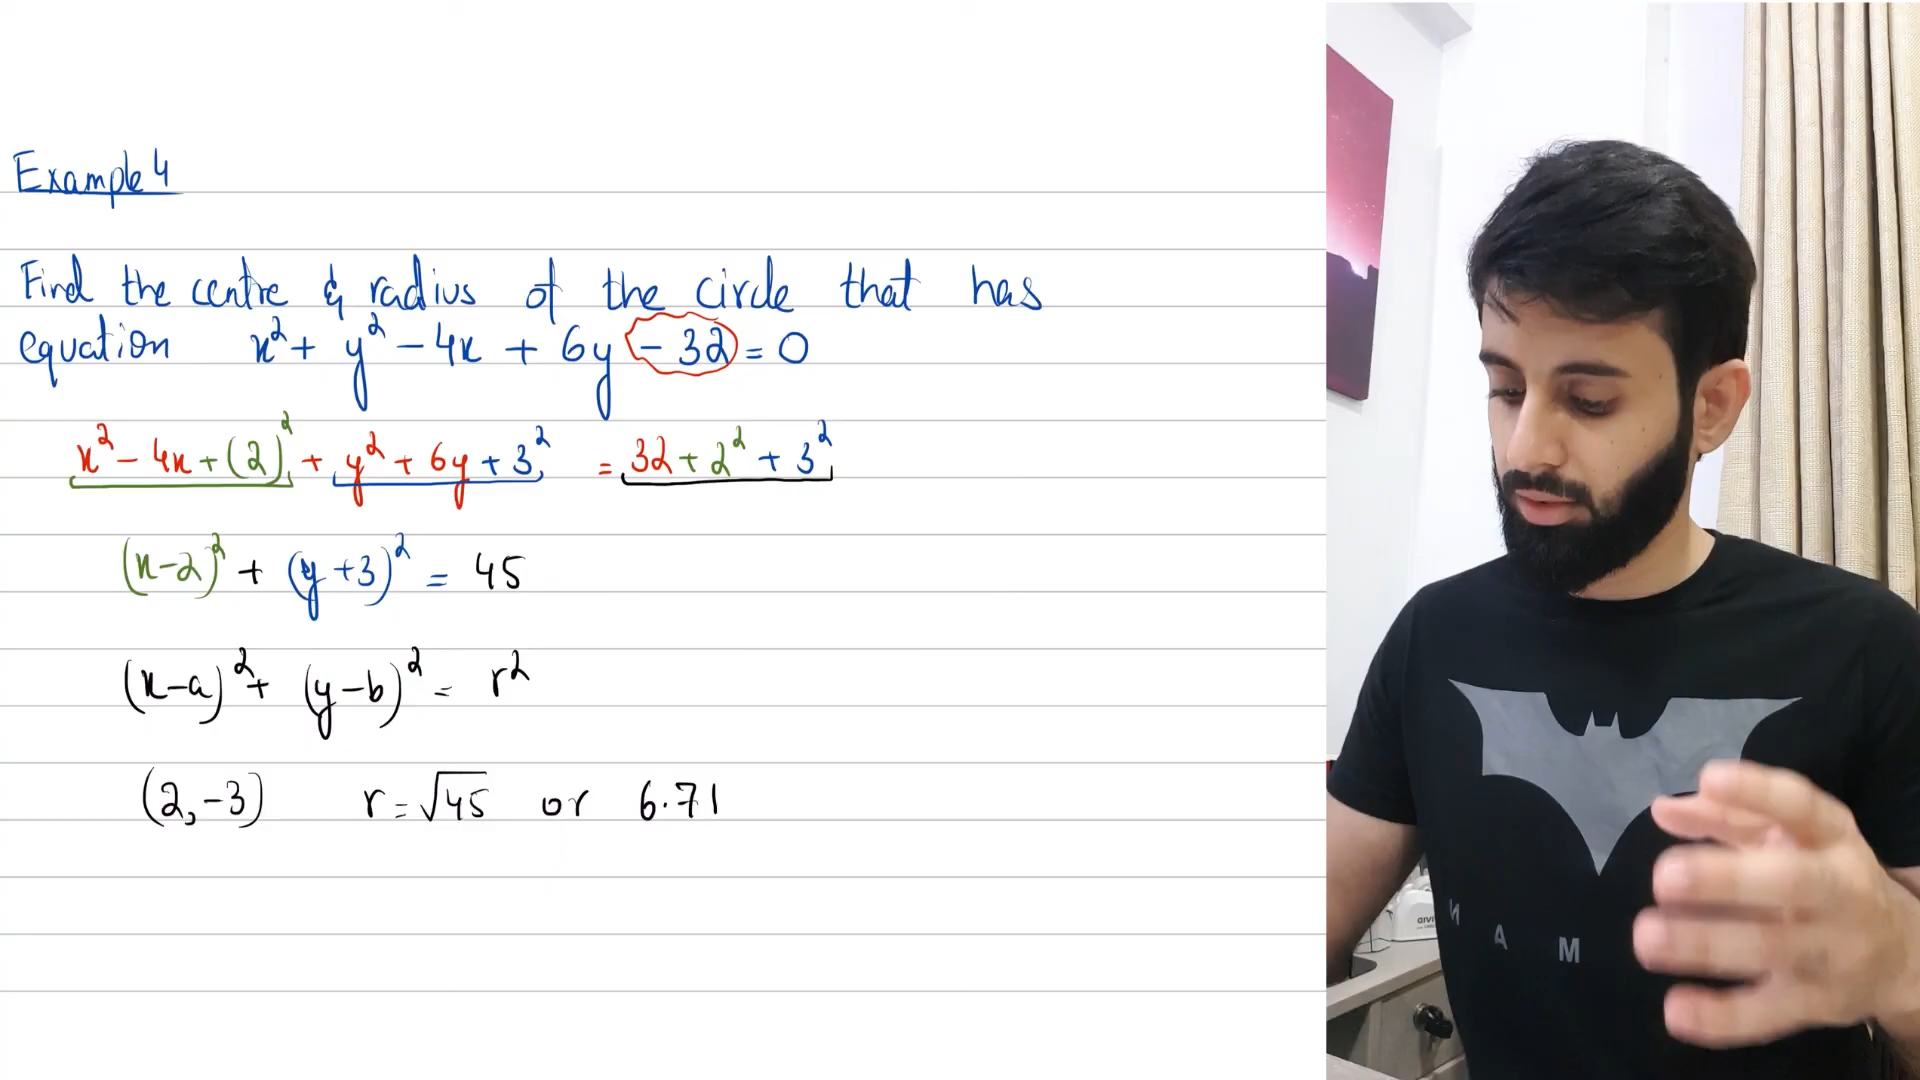 Example 4
Find the centre & radius of the circle that has
equation x² + y² - 4x + 6y - 32 = 0
x² - 4x + (2)² + y² + 6y + 3² = 32 + 2² + 3²
(x-2)² + (y+3)² = 45
(x-a)² + (y-b)² = r²
(2,-3) r = √45 or 6.71
N A M